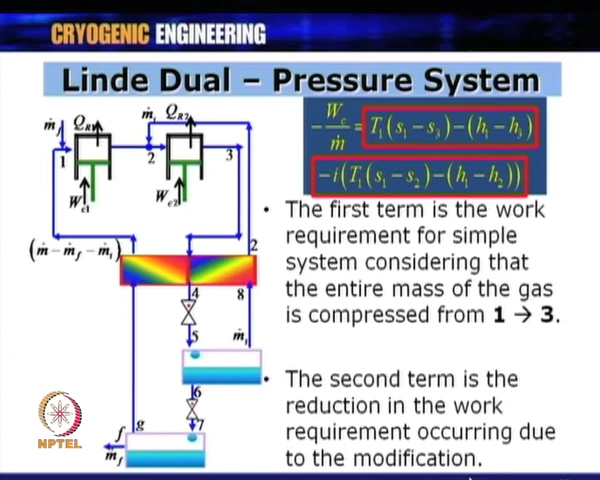 CRYOGENIC ENGINEERING
Linde Dual – Pressure System
ṁf
QR1
ṁi
QR2
1
2
3
Wc1
Wc2
(ṁ − ṁf − ṁi)
2
4
8
5
ṁi
6
7
f
g
ṁf
NPTEL
− Wc/ṁ = T1(s1 − s3) − (h1 − h3)
− i(T1(s1 − s2) − (h1 − h2))
• The first term is the work
requirement for simple
system considering that
the entire mass of the gas
is compressed from 1 → 3.
• The second term is the
reduction in the work
requirement occurring due
to the modification.